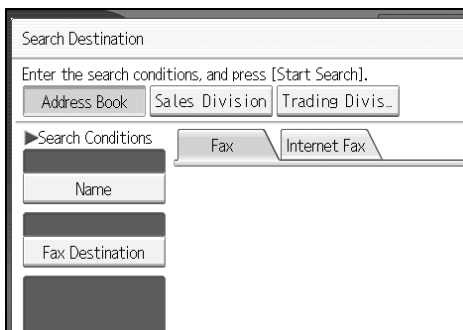 Search Destination
Enter the search conditions, and press [Start Search].
Address Book Sales Division Trading Divis...
▶Search Conditions Fax Internet Fax
Name
Fax Destination